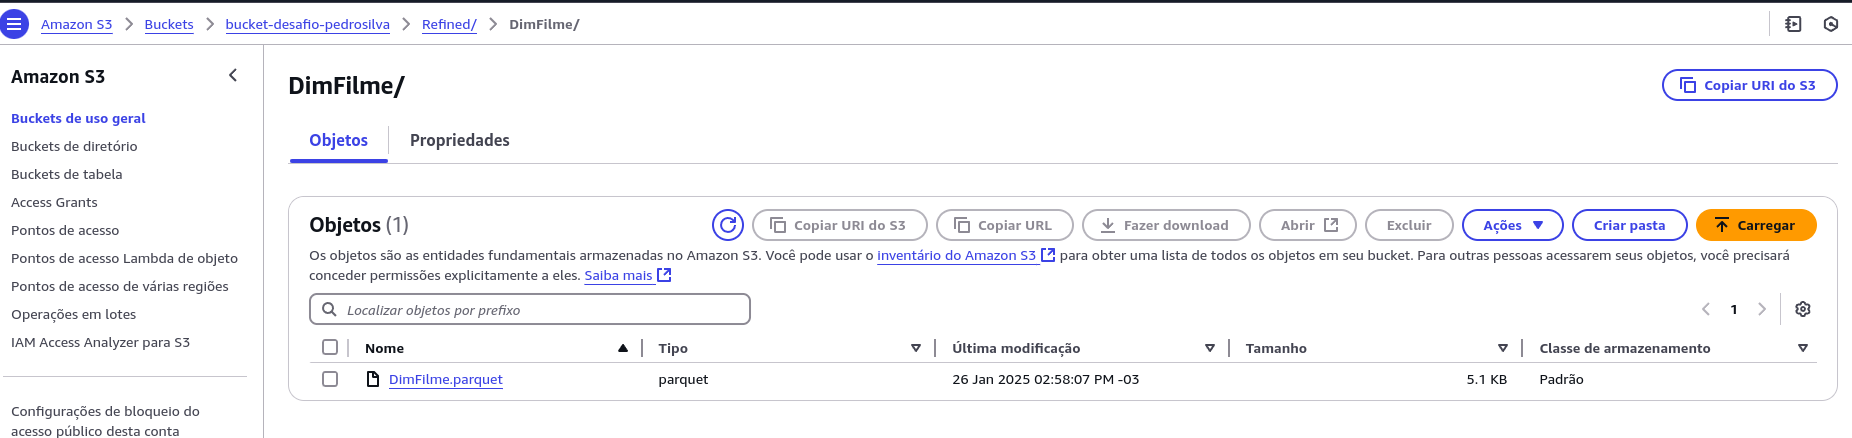 Amazon S3 > Buckets > bucket-desafio-pedrosilva > Refined/ > DimFilme/
Amazon S3
Buckets de uso geral
Buckets de diretório
Buckets de tabela
Access Grants
Pontos de acesso
Pontos de acesso Lambda de objeto
Pontos de acesso de várias regiões
Operações em lotes
IAM Access Analyzer para S3
Configurações de bloqueio do
acesso público desta conta
DimFilme/
Copiar URI do S3
Objetos Propriedades
Objetos (1)
Copiar URI do S3 Copiar URL Fazer download Abrir Excluir Ações Criar pasta Carregar
Os objetos são as entidades fundamentais armazenadas no Amazon S3. Você pode usar o inventário do Amazon S3 para obter uma lista de todos os objetos em seu bucket. Para outras pessoas acessarem seus objetos, você precisará
conceder permissões explicitamente a eles. Saiba mais
Localizar objetos por prefixo
1
Nome Tipo Última modificação Tamanho Classe de armazenamento
DimFilme.parquet parquet 26 Jan 2025 02:58:07 PM -03 5.1 KB Padrão